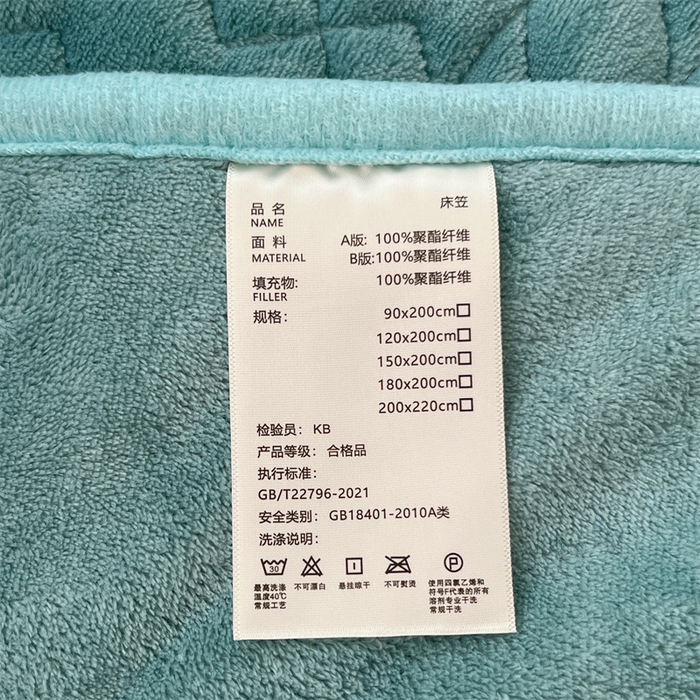 品 名 床笠
NAME
面 料 A版: 100%聚酯纤维
MATERIAL B版:100%聚酯纤维
填充物: 100%聚酯纤维
FILLER
规格: 90x200cm□
120x200cm□
150x200cm□
180x200cm□
200x220cm□
检验员: KB
产品等级: 合格品
执行标准:
GB/T22796-2021
安全类别: GB18401-2010A类
洗涤说明:
30 P
最高洗涤 不可漂白 悬挂晾干 不可熨烫 使用四氯乙烯和
温度40℃ 符号F代表的所有
常规工艺 溶剂专业干洗
常规干洗